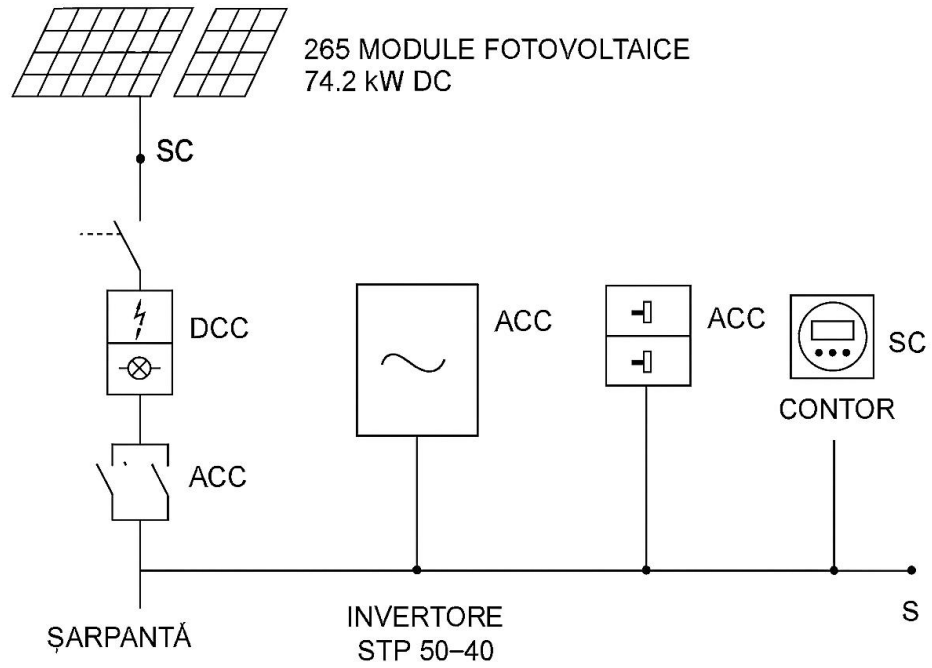 265 MODULE FOTOVOLTAICE
74.2 kW DC
SC
DCC
ACC
ACC
ACC
SC
CONTOR
ȘARPANTĂ
INVERTORE
STP 50–40
S